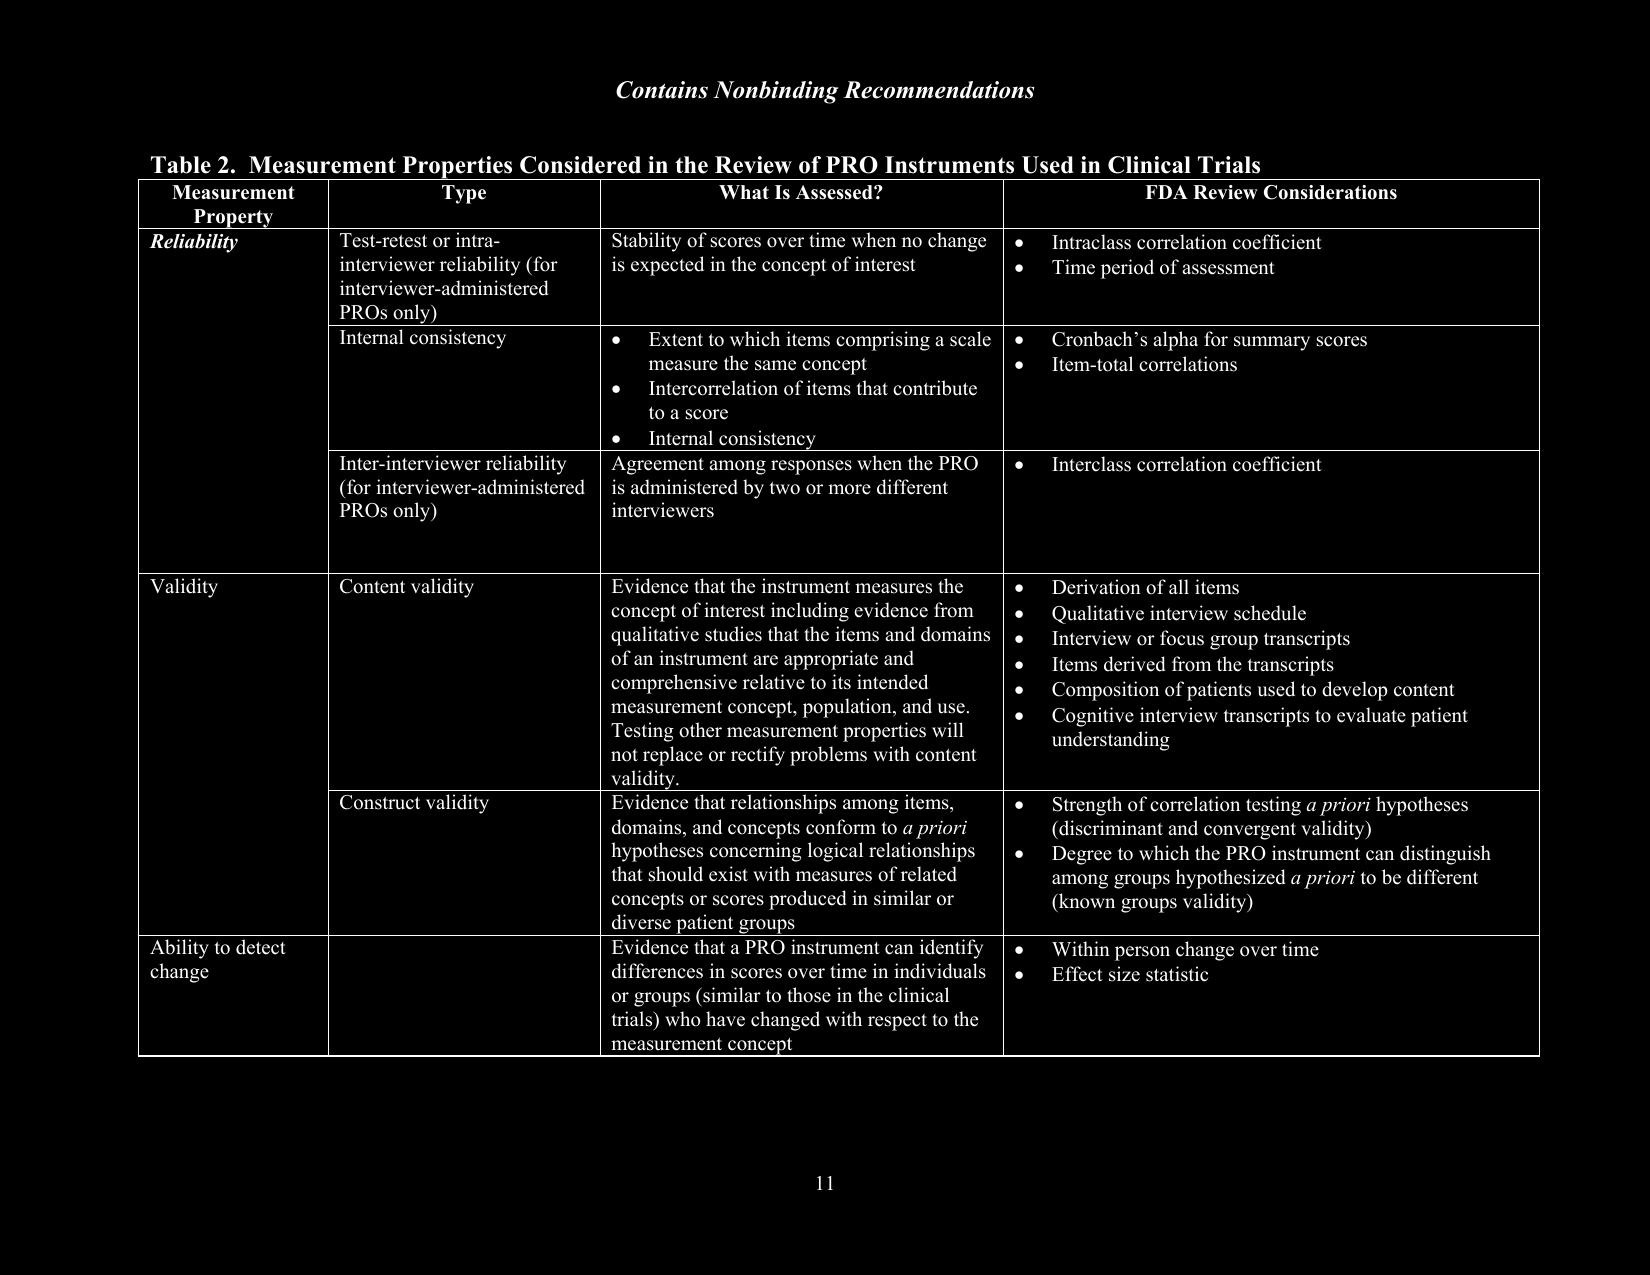 Contains Nonbinding Recommendations
Table 2.  Measurement Properties Considered in the Review of PRO Instruments Used in Clinical Trials
Measurement
Property
Type
What Is Assessed?
FDA Review Considerations
Reliability
Test-retest or intra-
interviewer reliability (for
interviewer-administered
PROs only)
Stability of scores over time when no change
is expected in the concept of interest
• Intraclass correlation coefficient
• Time period of assessment
Internal consistency
• Extent to which items comprising a scale
measure the same concept
• Intercorrelation of items that contribute
to a score
• Internal consistency
• Cronbach’s alpha for summary scores
• Item-total correlations
Inter-interviewer reliability
(for interviewer-administered
PROs only)
Agreement among responses when the PRO
is administered by two or more different
interviewers
• Interclass correlation coefficient
Validity
Content validity
Evidence that the instrument measures the
concept of interest including evidence from
qualitative studies that the items and domains
of an instrument are appropriate and
comprehensive relative to its intended
measurement concept, population, and use.
Testing other measurement properties will
not replace or rectify problems with content
validity.
• Derivation of all items
• Qualitative interview schedule
• Interview or focus group transcripts
• Items derived from the transcripts
• Composition of patients used to develop content
• Cognitive interview transcripts to evaluate patient
understanding
Construct validity
Evidence that relationships among items,
domains, and concepts conform to a priori
hypotheses concerning logical relationships
that should exist with measures of related
concepts or scores produced in similar or
diverse patient groups
• Strength of correlation testing a priori hypotheses
(discriminant and convergent validity)
• Degree to which the PRO instrument can distinguish
among groups hypothesized a priori to be different
(known groups validity)
Ability to detect
change
Evidence that a PRO instrument can identify
differences in scores over time in individuals
or groups (similar to those in the clinical
trials) who have changed with respect to the
measurement concept
• Within person change over time
• Effect size statistic
11